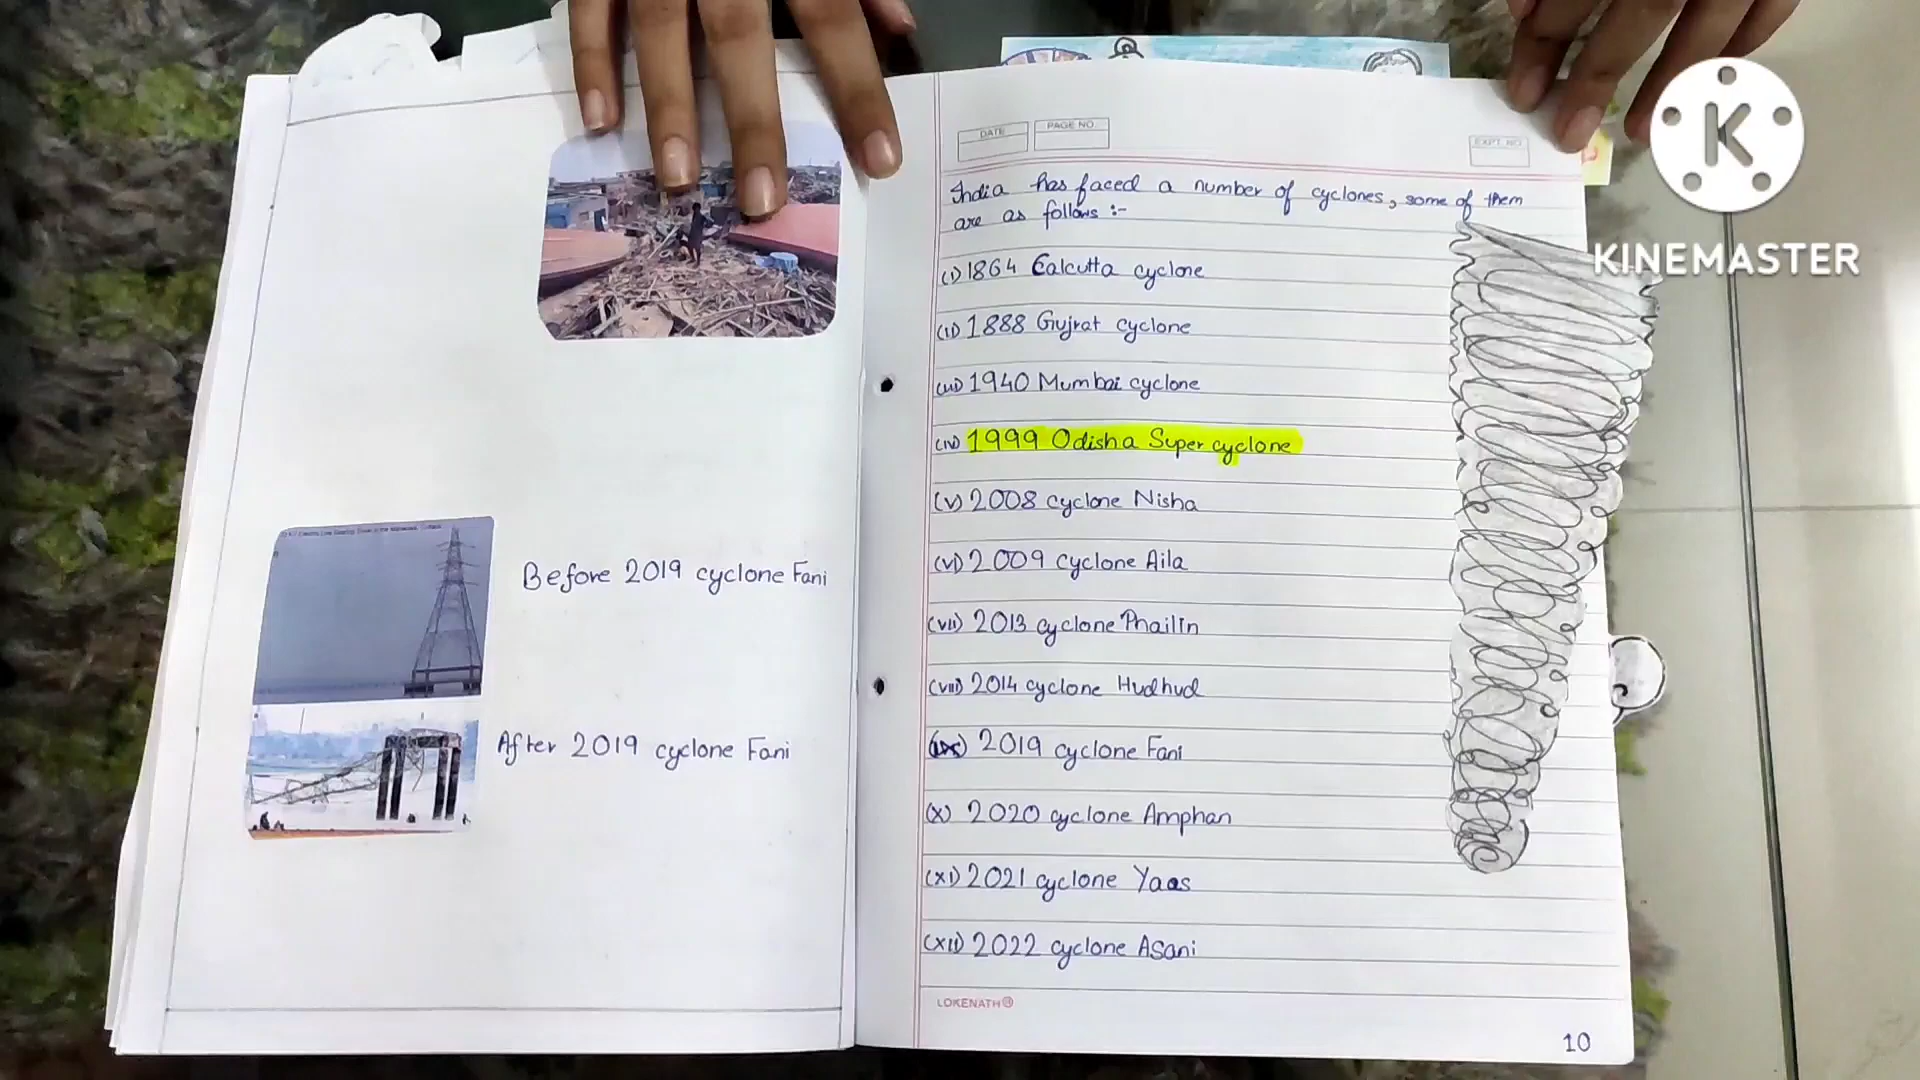 Before 2019 cyclone Fani
After 2019 cyclone Fani
DATE
PAGE NO.
EXPT. NO.
India has faced a number of cyclones, some of them
are as follows :-
(i) 1864 Calcutta cyclone
(ii) 1888 Gujrat cyclone
(iii) 1940 Mumbai cyclone
(iv) 1999 Odisha Super cyclone
(v) 2008 cyclone Nisha
(vi) 2009 cyclone Aila
(vii) 2013 cyclone Phailin
(viii) 2014 cyclone Hudhud
(ix) 2019 cyclone Fani
(x) 2020 cyclone Amphan
(xi) 2021 cyclone Yaas
(xii) 2022 cyclone Asani
LOKENATH
10
K
KINEMASTER